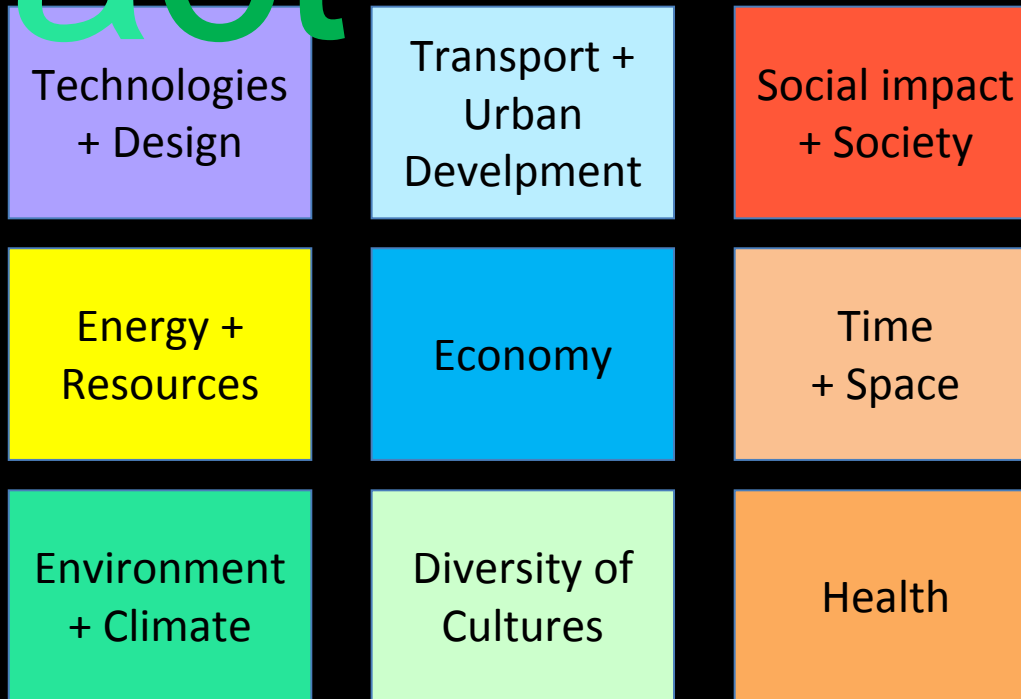 Technologies
+ Design
Transport +
Urban
Develpment
Social impact
+ Society
Energy +
Resources
Economy
Time
+ Space
Environment
+ Climate
Diversity of
Cultures
Health